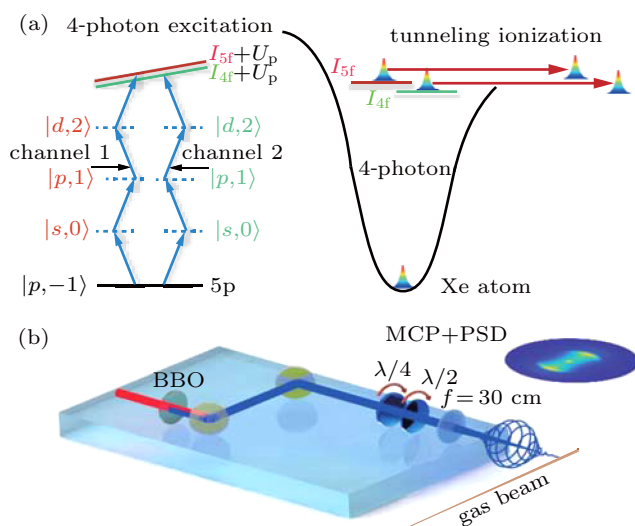 (a)
4-photon excitation
tunneling ionization
I5f+Up
I4f+Up
I5f
I4f
|d,2⟩
|d,2⟩
channel 1
channel 2
4-photon
|p,1⟩
|p,1⟩
|s,0⟩
|s,0⟩
|p,−1⟩
5p
Xe atom
(b)
MCP+PSD
BBO
λ/4
λ/2
f=30 cm
gas beam